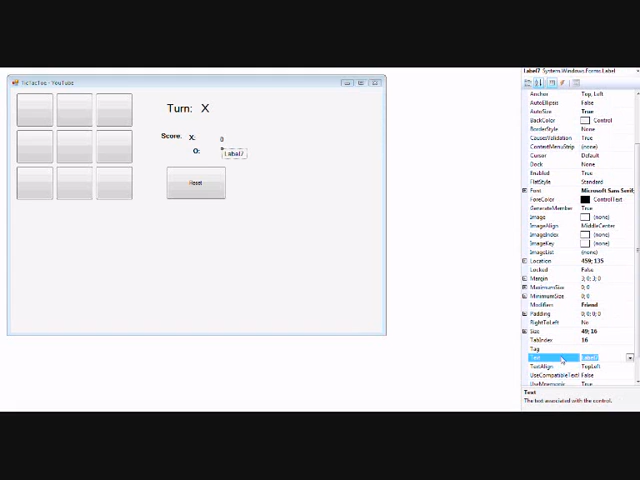 Label7 System.Windows.Forms.Label
TicTacToe - YouTube
Turn: X
Score: X: 0
O: Label7
Reset
Anchor Top, Left
AutoEllipsis False
AutoSize True
BackColor Control
BorderStyle None
CausesValidation True
ContextMenuStrip (none)
Cursor Default
Dock None
Enabled True
FlatStyle Standard
Font Microsoft Sans Serif;
ForeColor ControlText
GenerateMember True
Image (none)
ImageAlign MiddleCenter
ImageIndex (none)
ImageKey (none)
ImageList (none)
Location 459; 135
Locked False
Margin 3; 0; 3; 0
MaximumSize 0; 0
MinimumSize 0; 0
Modifiers Friend
Padding 0; 0; 0; 0
RightToLeft No
Size 49; 16
TabIndex 16
Tag
Text Label7
TextAlign TopLeft
UseCompatibleText False
UseMnemonic True
Text
The text associated with the control.